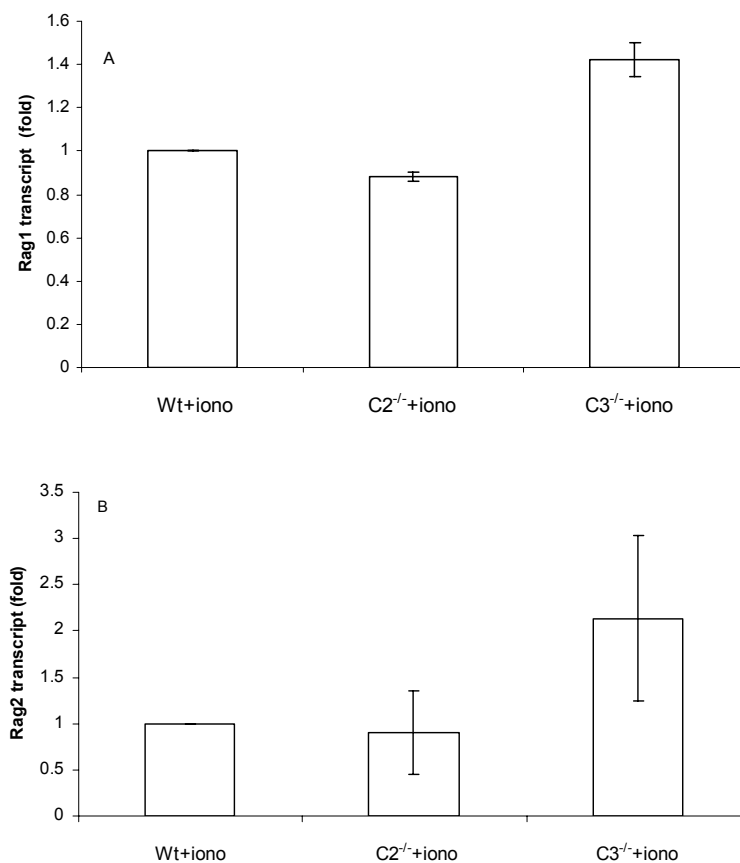 A
Rag1 transcript (fold)
1.6
1.4
1.2
1
0.8
0.6
0.4
0.2
0
Wt+iono C2-/-+iono C3-/-+iono
B
Rag2 transcript (fold)
3.5
3
2.5
2
1.5
1
0.5
0
Wt+iono C2-/-+iono C3-/-+iono